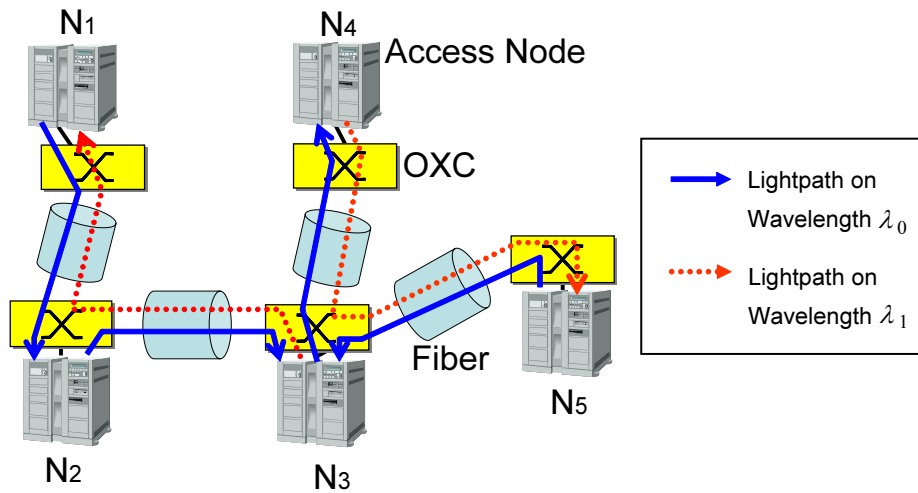 N1
N4
Access Node
OXC
Lightpath on
Wavelength λ0
Lightpath on
Wavelength λ1
Fiber
N5
N2
N3